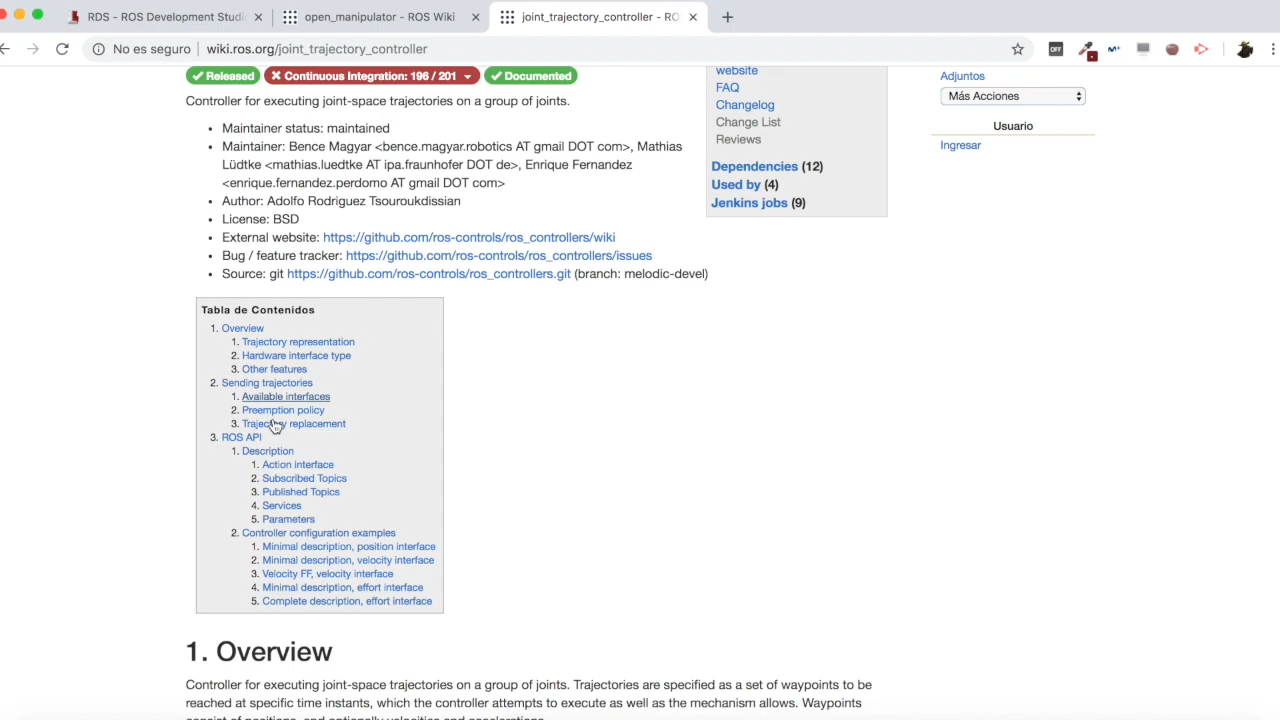 RDS - ROS Development Studi
open_manipulator - ROS Wiki
joint_trajectory_controller - RO
No es seguro
wiki.ros.org/joint_trajectory_controller
OFF
Released
Continuous Integration: 196 / 201
Documented
Controller for executing joint-space trajectories on a group of joints.
• Maintainer status: maintained
• Maintainer: Bence Magyar <bence.magyar.robotics AT gmail DOT com>, Mathias
Lüdtke <mathias.luedtke AT ipa.fraunhofer DOT de>, Enrique Fernandez
<enrique.fernandez.perdomo AT gmail DOT com>
• Author: Adolfo Rodriguez Tsouroukdissian
• License: BSD
• External website: https://github.com/ros-controls/ros_controllers/wiki
• Bug / feature tracker: https://github.com/ros-controls/ros_controllers/issues
• Source: git https://github.com/ros-controls/ros_controllers.git (branch: melodic-devel)
website
FAQ
Changelog
Change List
Reviews
Dependencies (12)
Used by (4)
Jenkins jobs (9)
Adjuntos
Más Acciones
Usuario
Ingresar
Tabla de Contenidos
1. Overview
1. Trajectory representation
2. Hardware interface type
3. Other features
2. Sending trajectories
1. Available interfaces
2. Preemption policy
3. Trajectory replacement
3. ROS API
1. Description
1. Action interface
2. Subscribed Topics
3. Published Topics
4. Services
5. Parameters
2. Controller configuration examples
1. Minimal description, position interface
2. Minimal description, velocity interface
3. Velocity FF, velocity interface
4. Minimal description, effort interface
5. Complete description, effort interface
1. Overview
Controller for executing joint-space trajectories on a group of joints. Trajectories are specified as a set of waypoints to be
reached at specific time instants, which the controller attempts to execute as well as the mechanism allows. Waypoints
consist of positions, and optionally velocities and accelerations.